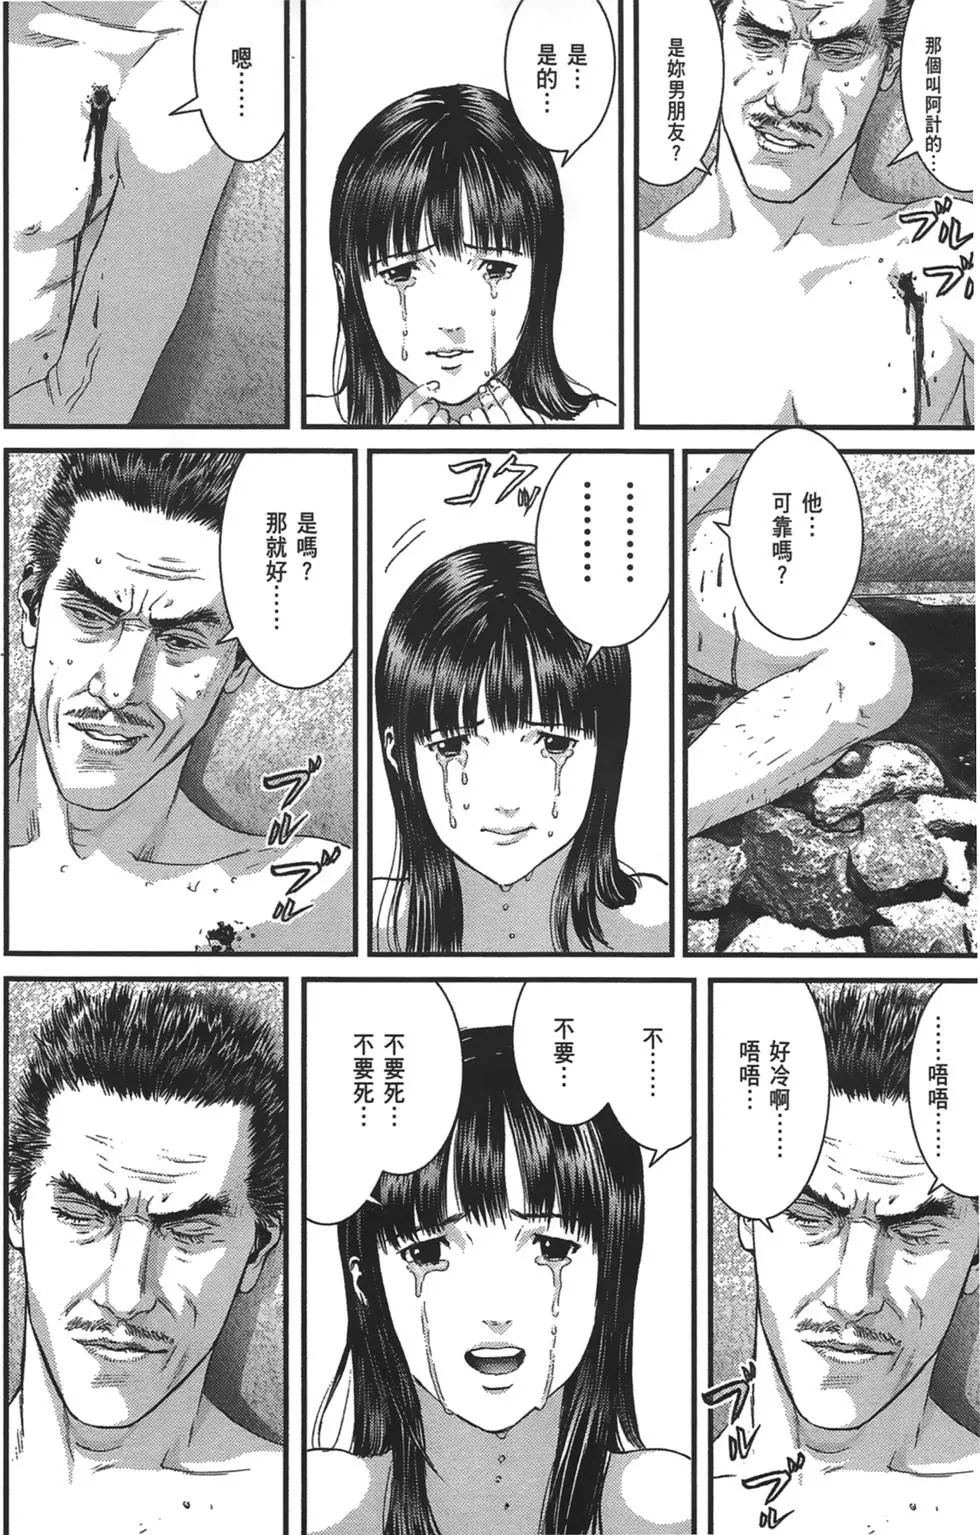 那個叫阿計的…
是妳男朋友？
ブルブル
是…
是的…
嗯……
他…
可靠嗎？
…………
コクッ
是嗎？
那就好……
ブルブル
……唔唔…
好冷啊……
唔唔…
ブルブル
不……
不要…
不要死…
不要死…